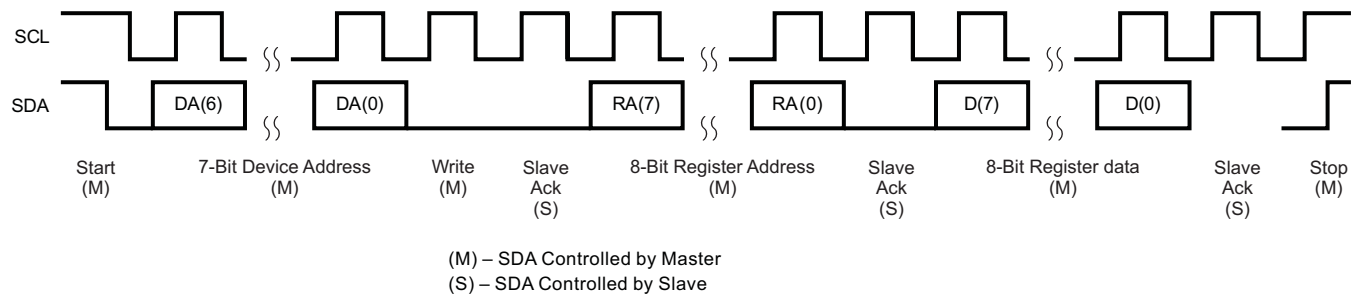 SCL
SDA
DA(6) DA(0) RA(7) RA(0) D(7) D(0)
Start 7-Bit Device Address Write Slave 8-Bit Register Address Slave 8-Bit Register data Slave Stop
(M) (M) (M) Ack (M) Ack (M) Ack (M)
(S) (S) (S)
(M) – SDA Controlled by Master
(S) – SDA Controlled by Slave